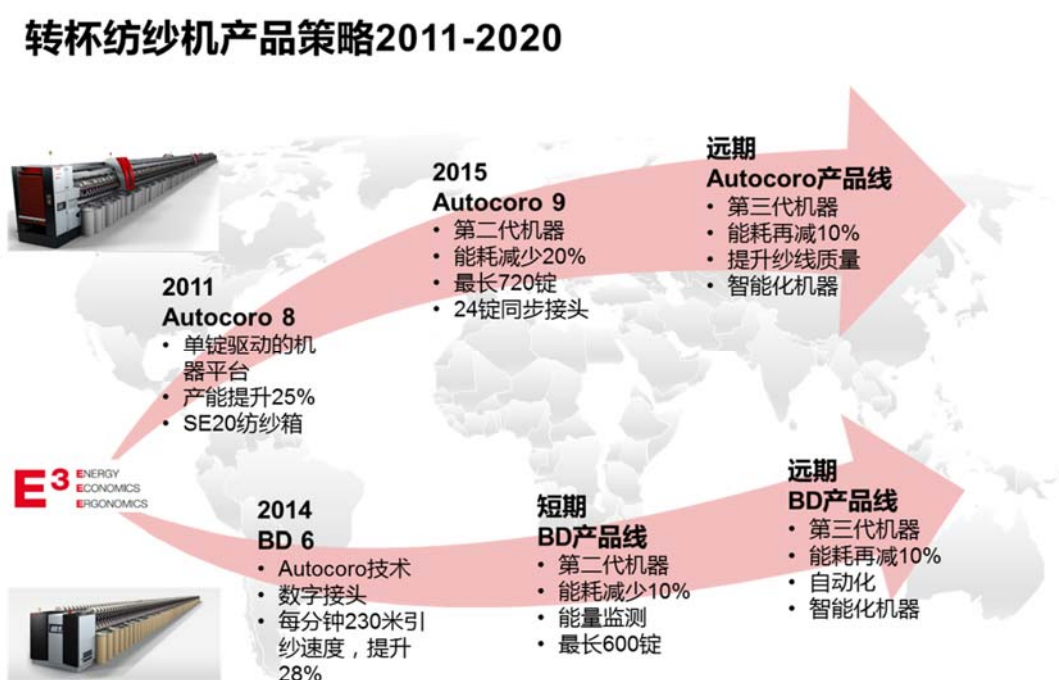 转杯纺纱机产品策略2011-2020
2011
Autocoro 8
• 单锭驱动的机
器平台
• 产能提升25%
• SE20纺纱箱
2015
Autocoro 9
• 第二代机器
• 能耗减少20%
• 最长720锭
• 24锭同步接头
远期
Autocoro产品线
• 第三代机器
• 能耗再减10%
• 提升纱线质量
• 智能化机器
E³
ENERGY
ECONOMICS
ERGONOMICS
2014
BD 6
• Autocoro技术
• 数字接头
• 每分钟230米引
纱速度，提升
28%
短期
BD产品线
• 第二代机器
• 能耗减少10%
• 能量监测
• 最长600锭
远期
BD产品线
• 第三代机器
• 能耗再减10%
• 自动化
• 智能化机器